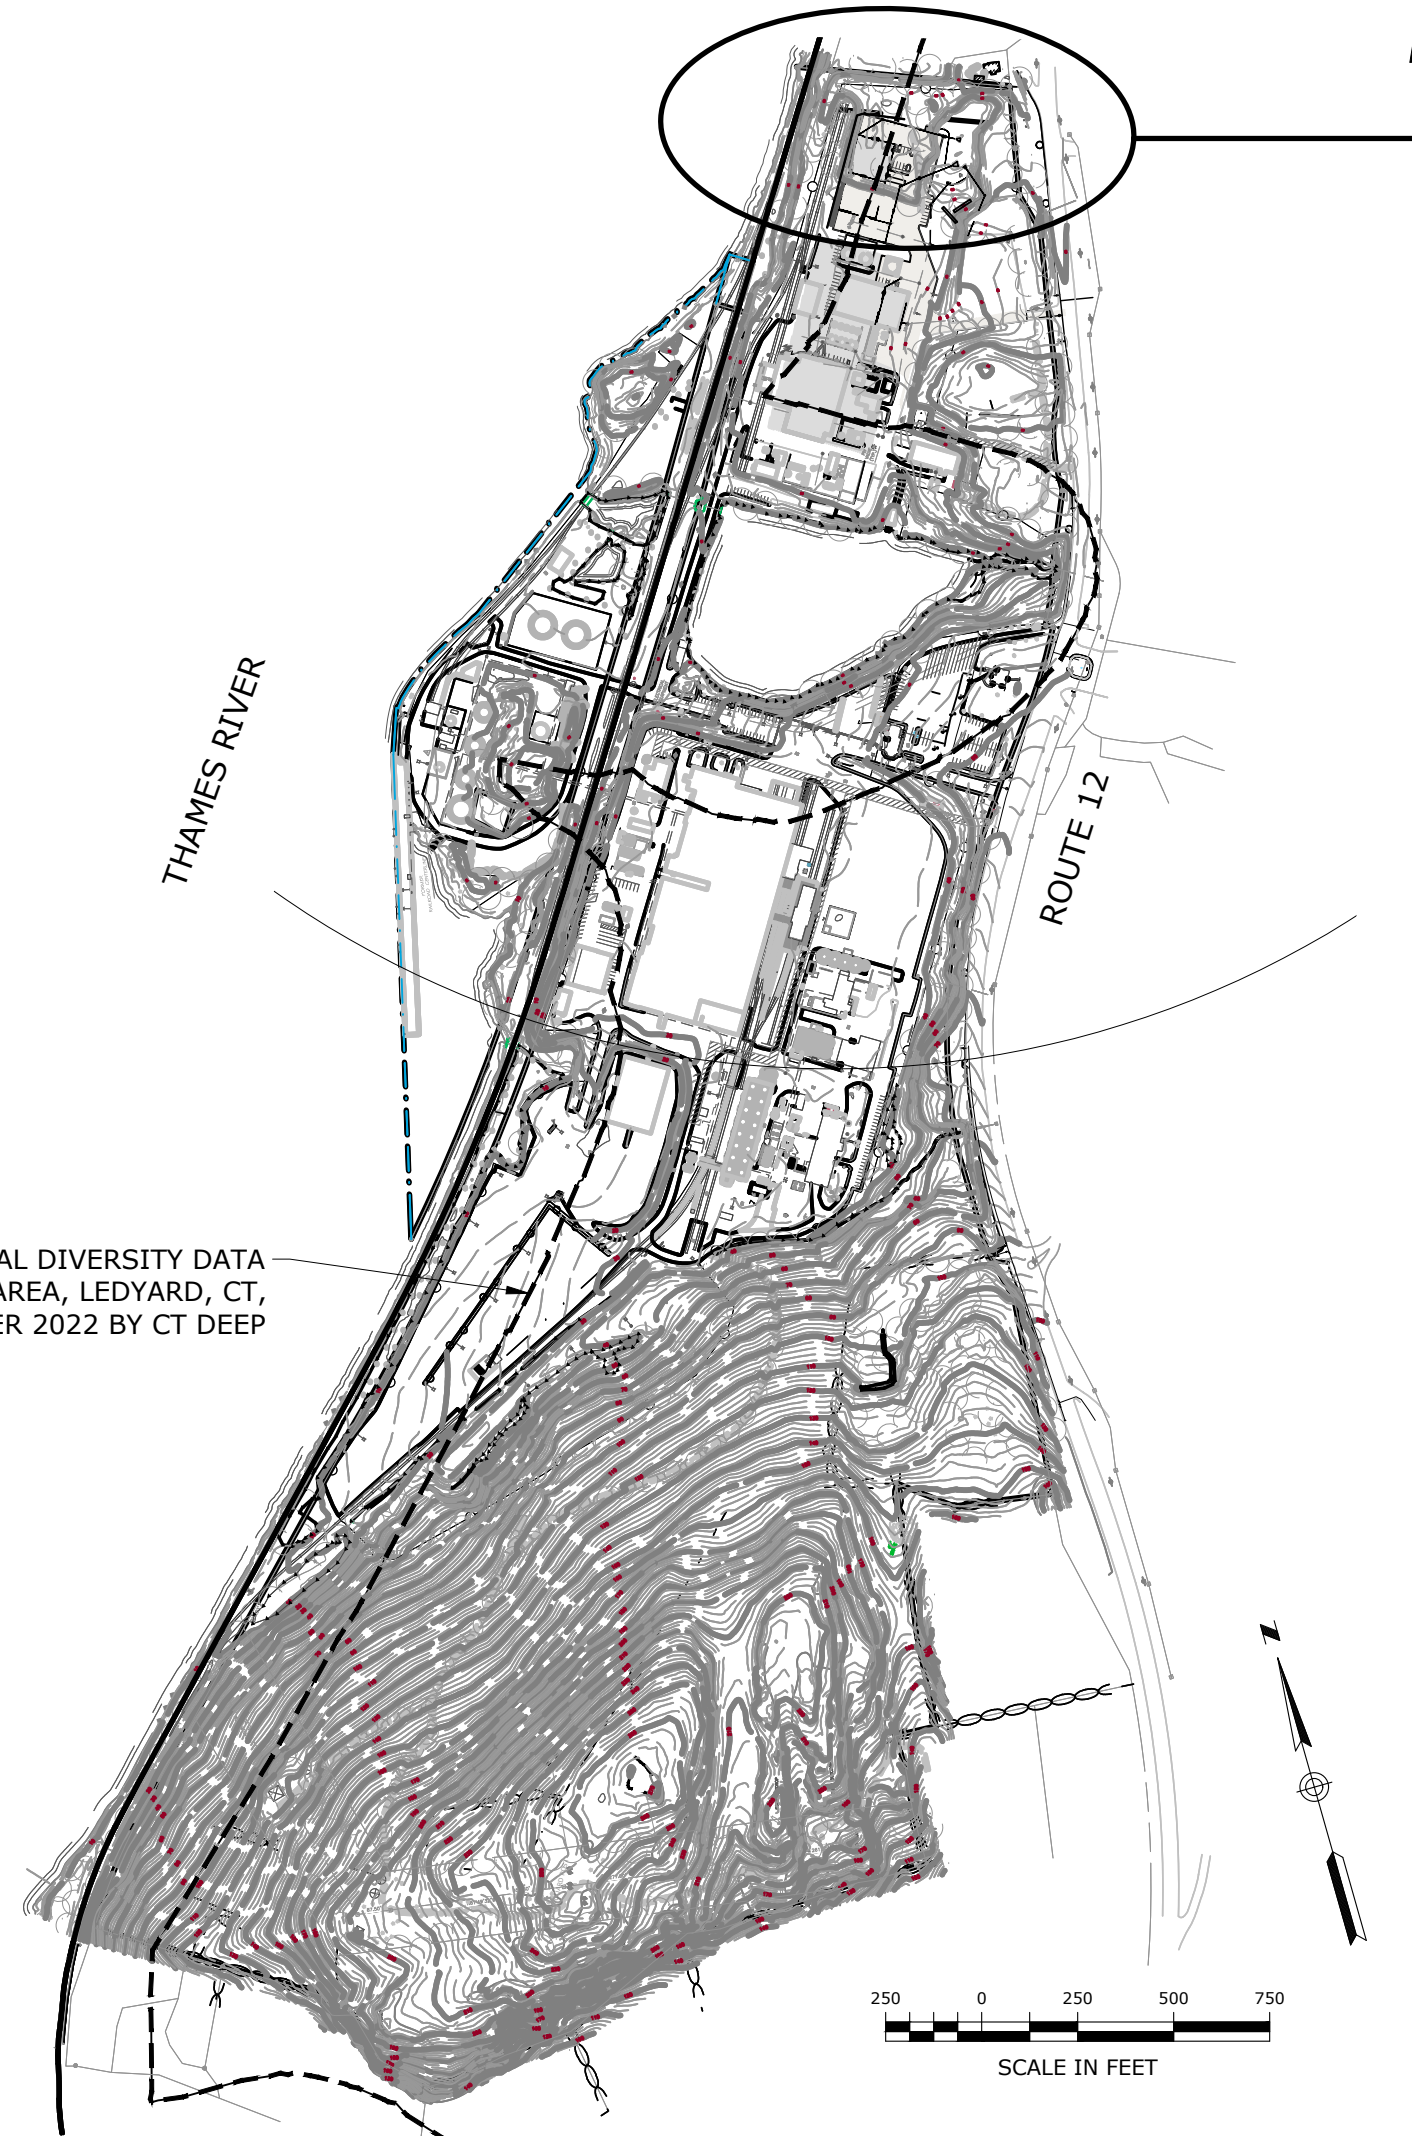 THAMES RIVER
ROUTE 12
AL DIVERSITY DATA
AREA, LEDYARD, CT,
ER 2022 BY CT DEEP
N
250 0 250 500 750
SCALE IN FEET